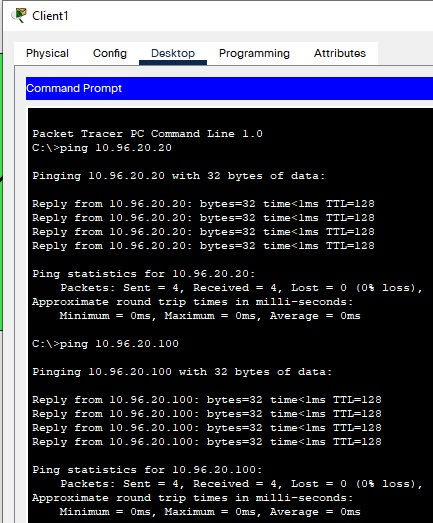 Client1
Physical Config Desktop Programming Attributes
Command Prompt
Packet Tracer PC Command Line 1.0
C:\>ping 10.96.20.20
Pinging 10.96.20.20 with 32 bytes of data:
Reply from 10.96.20.20: bytes=32 time<1ms TTL=128
Reply from 10.96.20.20: bytes=32 time<1ms TTL=128
Reply from 10.96.20.20: bytes=32 time<1ms TTL=128
Reply from 10.96.20.20: bytes=32 time<1ms TTL=128
Ping statistics for 10.96.20.20:
Packets: Sent = 4, Received = 4, Lost = 0 (0% loss),
Approximate round trip times in milli-seconds:
Minimum = 0ms, Maximum = 0ms, Average = 0ms
C:\>ping 10.96.20.100
Pinging 10.96.20.100 with 32 bytes of data:
Reply from 10.96.20.100: bytes=32 time<1ms TTL=128
Reply from 10.96.20.100: bytes=32 time<1ms TTL=128
Reply from 10.96.20.100: bytes=32 time<1ms TTL=128
Reply from 10.96.20.100: bytes=32 time<1ms TTL=128
Ping statistics for 10.96.20.100:
Packets: Sent = 4, Received = 4, Lost = 0 (0% loss),
Approximate round trip times in milli-seconds:
Minimum = 0ms, Maximum = 0ms, Average = 0ms